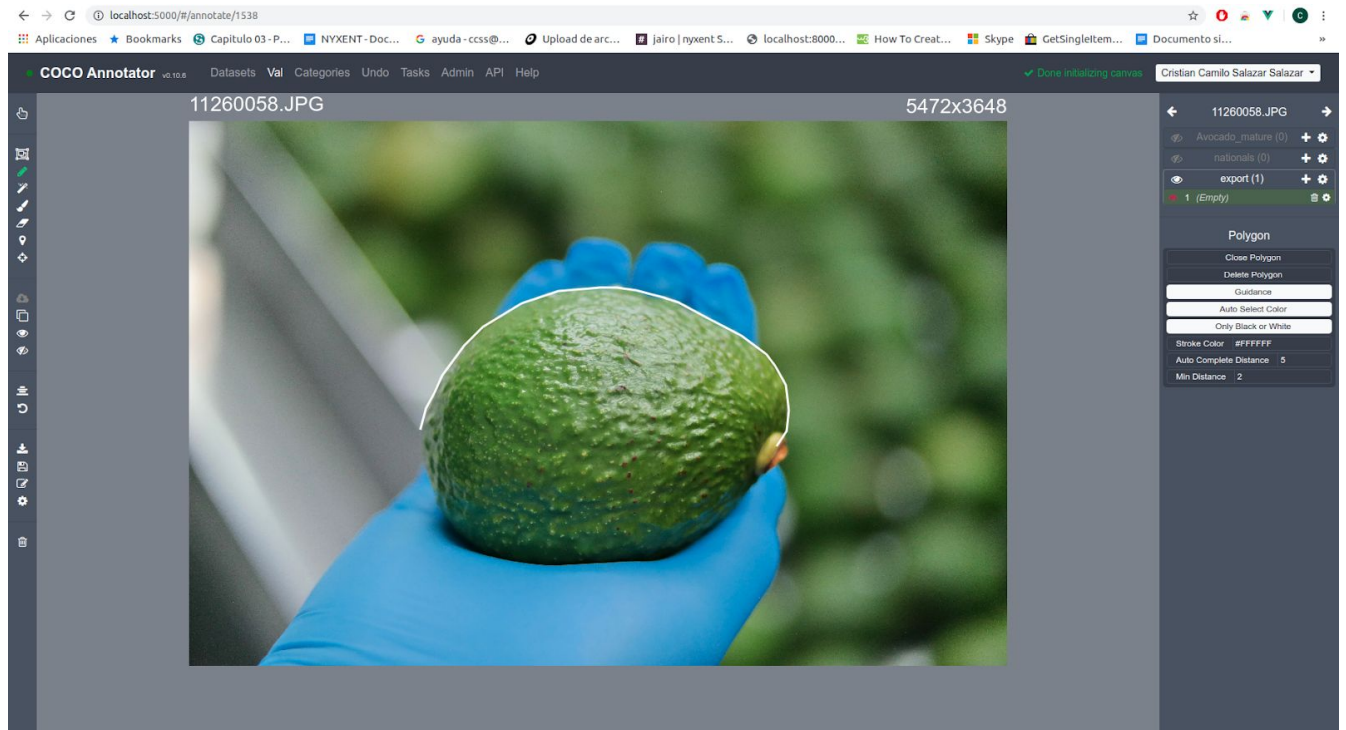 localhost:5000/#/annotate/1538
Aplicaciones Bookmarks Capitulo 03 - P... NYXENT - Doc... ayuda - ccss@... Upload de arc... jairo | nyxent S... localhost:8000... How To Creat... Skype GetSingleItem... Documento si... »
COCO Annotator v0.10.8 Datasets Val Categories Undo Tasks Admin API Help Done initializing canvas Cristian Camilo Salazar Salazar
11260058.JPG 5472x3648
11260058.JPG
Avocado_mature (0)
nationals (0)
export (1)
1 (Empty)
Polygon
Close Polygon
Delete Polygon
Guidance
Auto Select Color
Only Black or White
Stroke Color #FFFFFF
Auto Complete Distance 5
Min Distance 2